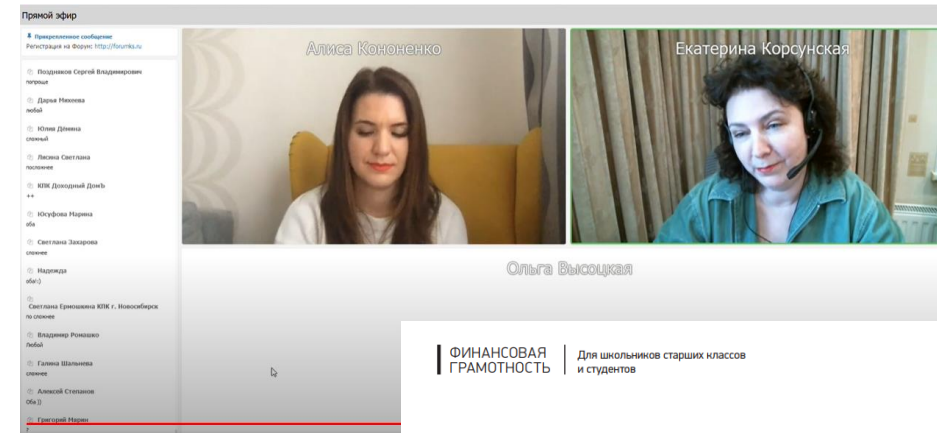 Прямой эфир
Прикрепленное сообщение
Регистрация на Форум: http://forumks.ru
Поздняков Сергей Владимирович
попроще
Дарья Михеева
любой
Юлия Дёмина
сложный
Лясина Светлана
посложнее
КПК Доходный ДомЪ
++
Юсуфова Марина
оба
Светлана Захарова
сложнее
Надежда
оба:)
Светлана Ермошкина КПК г. Новосибирск
по сложнее
Владимир Ромашко
Любой
Галина Шальнева
сложнее
Алексей Степанов
Оба ))
Григорий Марин
Алиса Кононенко
Екатерина Корсунская
Ольга Высоцкая
ФИНАНСОВАЯ
ГРАМОТНОСТЬ
Для школьников старших классов
и студентов